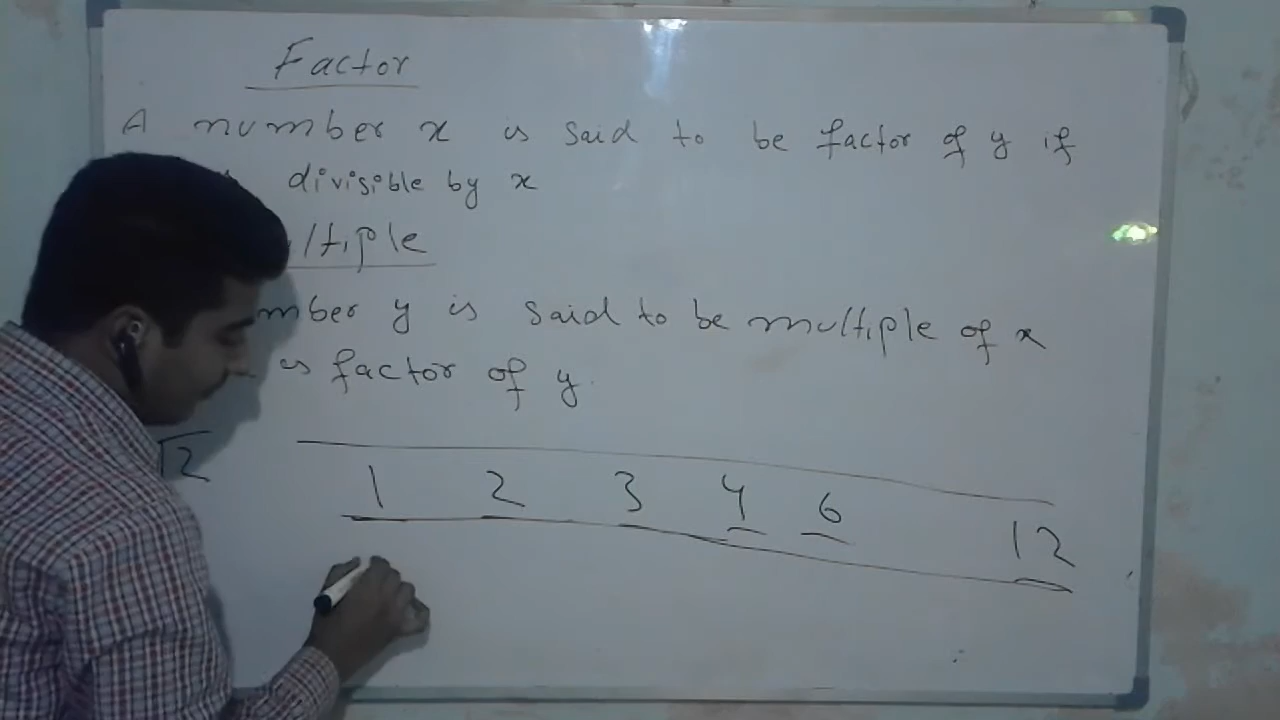 Factor
A number x is said to be factor of y if
divisible by x
ltiple
mber y is said to be multiple of x
is factor of y.
12
1 2 3 4 6 12